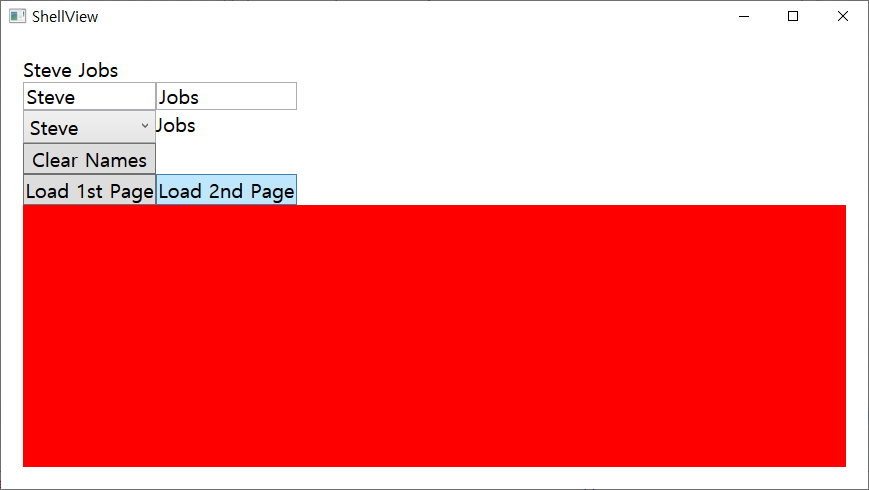 ShellView
Steve Jobs
Steve Jobs
Steve Jobs
Clear Names
Load 1st Page Load 2nd Page